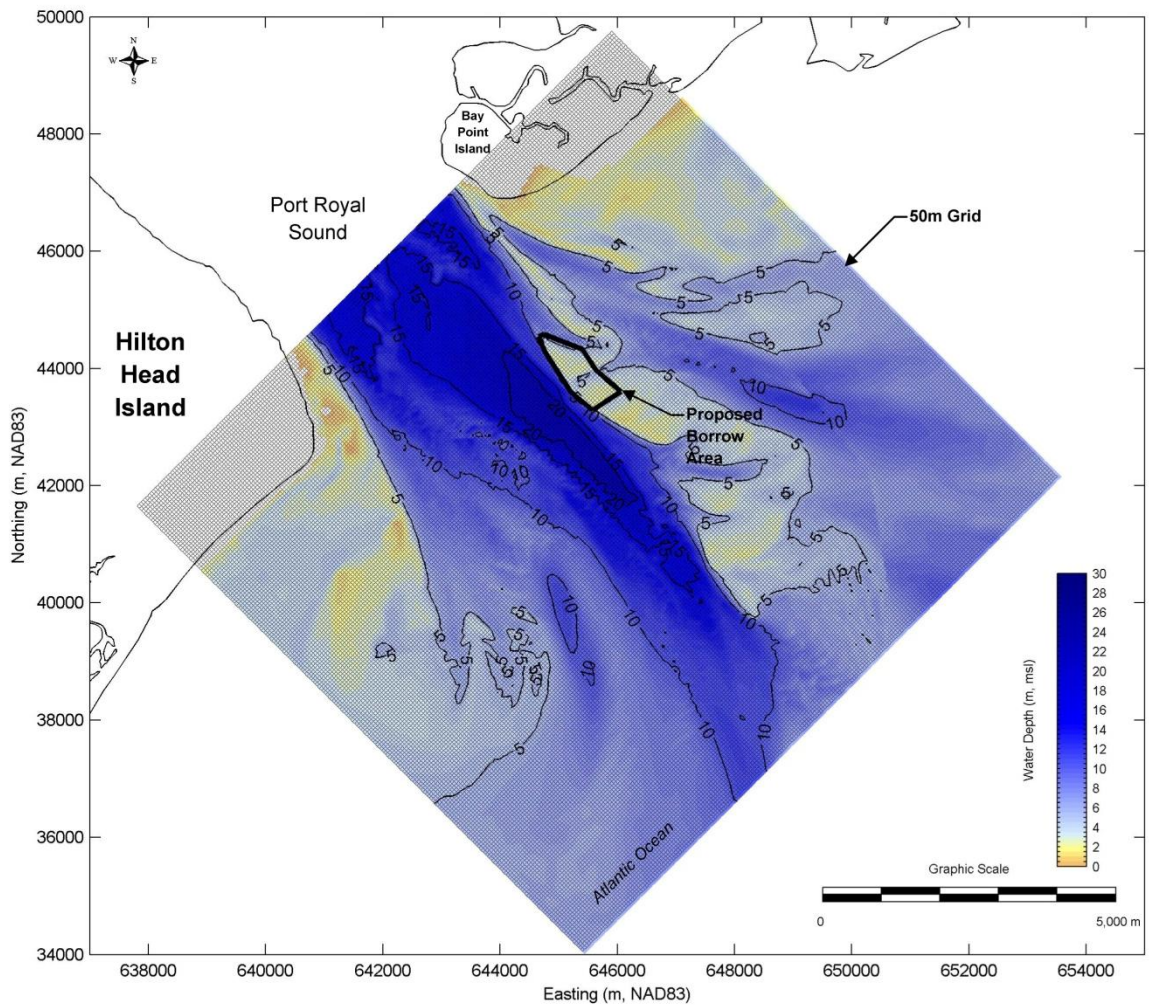 50000
48000
46000
44000
42000
40000
38000
36000
34000
Northing (m, NAD83)
N
W E
S
Bay
Point
Island
Port Royal
Sound
50m Grid
Hilton
Head
Island
Proposed
Borrow
Area
5
10
15
20
Atlantic Ocean
Water Depth (m, msl)
30
28
26
24
22
20
18
16
14
12
10
8
6
4
2
0
Graphic Scale
0 5,000 m
638000 640000 642000 644000 646000 648000 650000 652000 654000
Easting (m, NAD83)